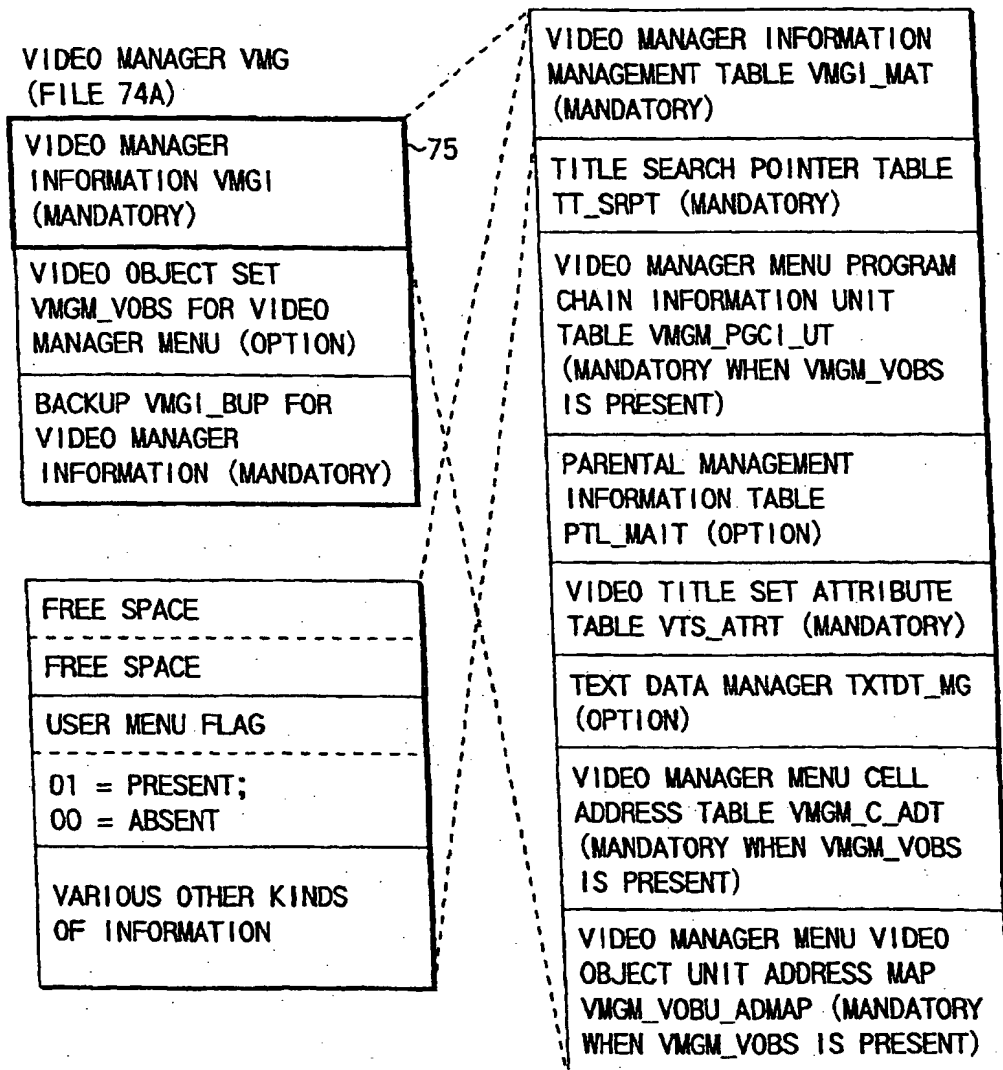 VIDEO MANAGER VMG
(FILE 74A)
VIDEO MANAGER
INFORMATION VMGI
(MANDATORY)
75
VIDEO OBJECT SET
VMGM_VOBS FOR VIDEO
MANAGER MENU (OPTION)
BACKUP VMGI_BUP FOR
VIDEO MANAGER
INFORMATION (MANDATORY)
FREE SPACE
FREE SPACE
USER MENU FLAG
01 = PRESENT;
00 = ABSENT
VARIOUS OTHER KINDS
OF INFORMATION
VIDEO MANAGER INFORMATION
MANAGEMENT TABLE VMGI_MAT
(MANDATORY)
TITLE SEARCH POINTER TABLE
TT_SRPT (MANDATORY)
VIDEO MANAGER MENU PROGRAM
CHAIN INFORMATION UNIT
TABLE VMGM_PGCI_UT
(MANDATORY WHEN VMGM_VOBS
IS PRESENT)
PARENTAL MANAGEMENT
INFORMATION TABLE
PTL_MAIT (OPTION)
VIDEO TITLE SET ATTRIBUTE
TABLE VTS_ATRT (MANDATORY)
TEXT DATA MANAGER TXTDT_MG
(OPTION)
VIDEO MANAGER MENU CELL
ADDRESS TABLE VMGM_C_ADT
(MANDATORY WHEN VMGM_VOBS
IS PRESENT)
VIDEO MANAGER MENU VIDEO
OBJECT UNIT ADDRESS MAP
VMGM_VOBU_ADMAP (MANDATORY
WHEN VMGM_VOBS IS PRESENT)